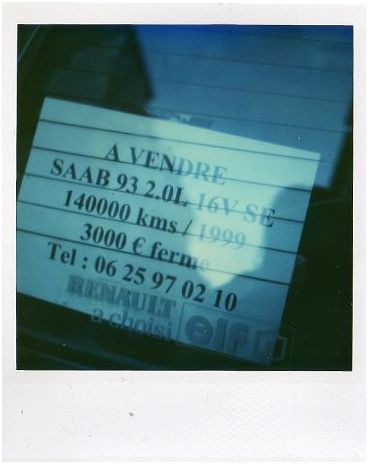 A VENDRE
SAAB 93 2.0L 16V SE
140000 kms / 1999
3000 € ferme
Tel : 06 25 97 02 10
RENAULT
a choisi elf